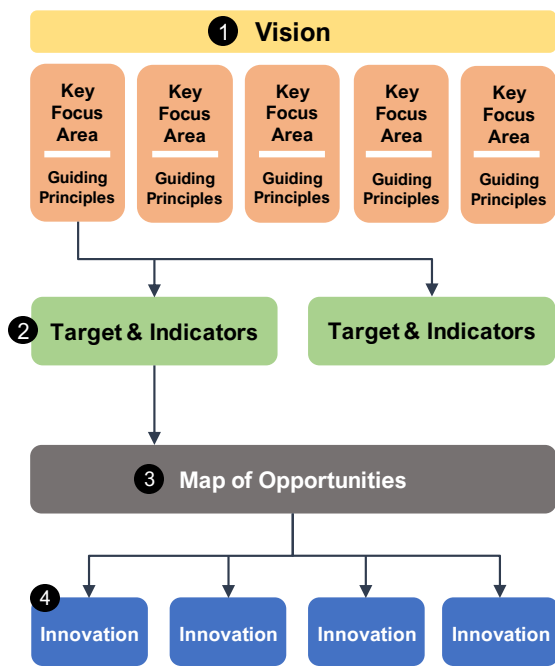 1 Vision
Key Focus Area
Guiding Principles
Key Focus Area
Guiding Principles
Key Focus Area
Guiding Principles
Key Focus Area
Guiding Principles
Key Focus Area
Guiding Principles
2 Target & Indicators
Target & Indicators
3 Map of Opportunities
4
Innovation
Innovation
Innovation
Innovation